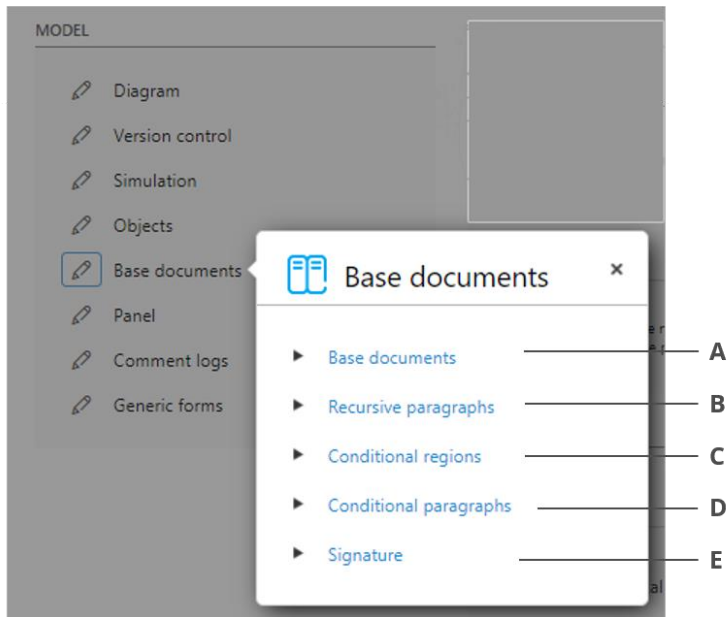 MODEL
Diagram
Version control
Simulation
Objects
Base documents
Panel
Comment logs
Generic forms
Base documents ×
Base documents
Recursive paragraphs
Conditional regions
Conditional paragraphs
Signature
A
B
C
D
E
al